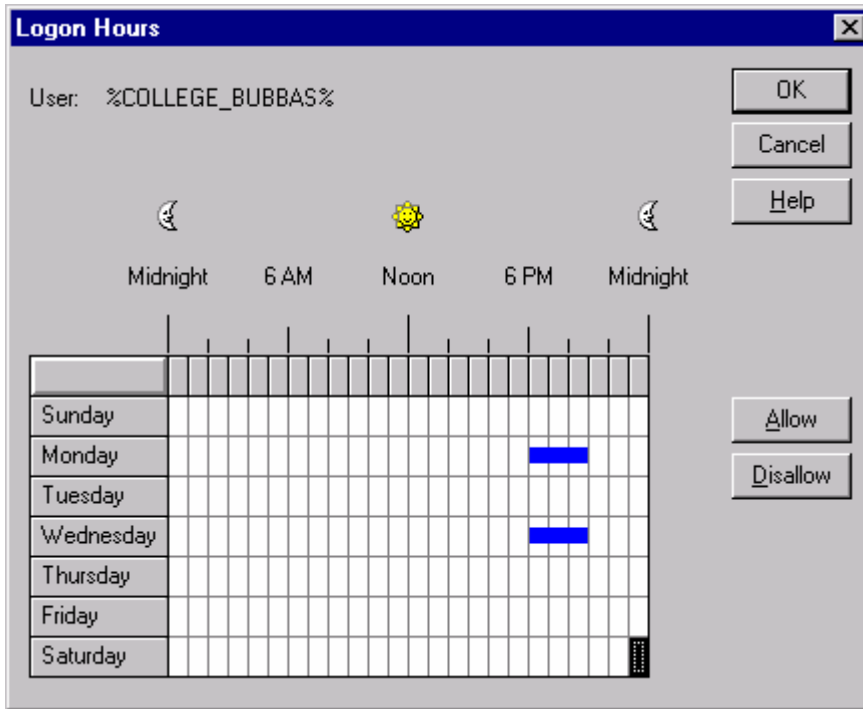 Logon Hours
User: %COLLEGE_BUBBAS%
OK
Cancel
Help
Midnight 6 AM Noon 6 PM Midnight
Sunday
Monday
Tuesday
Wednesday
Thursday
Friday
Saturday
Allow
Disallow